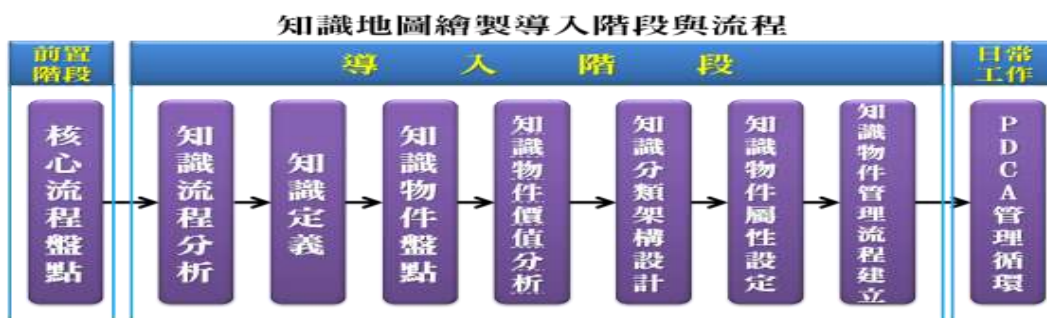 知識地圖繪製導入階段與流程
前置
階段
導入階段
日常
工作
核心流程盤點
知識流程分析
知識定義
知識物件盤點
知識物件價值分析
知識分類架構設計
知識物件屬性設定
知識物件管理流程建立
PDCA管理循環